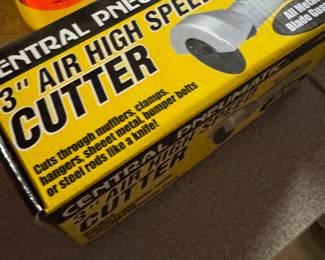 CENTRAL PNEUMATIC
3" AIR HIGH SPEED
CUTTER
All Metal
Blade Guard
Cuts through mufflers, clamps,
hangers, sheeet metal, bumper bolts
or steel rods like a knife!
CENTRAL PNEUMATIC
3" AIR HIGH SPEED
CUTTER